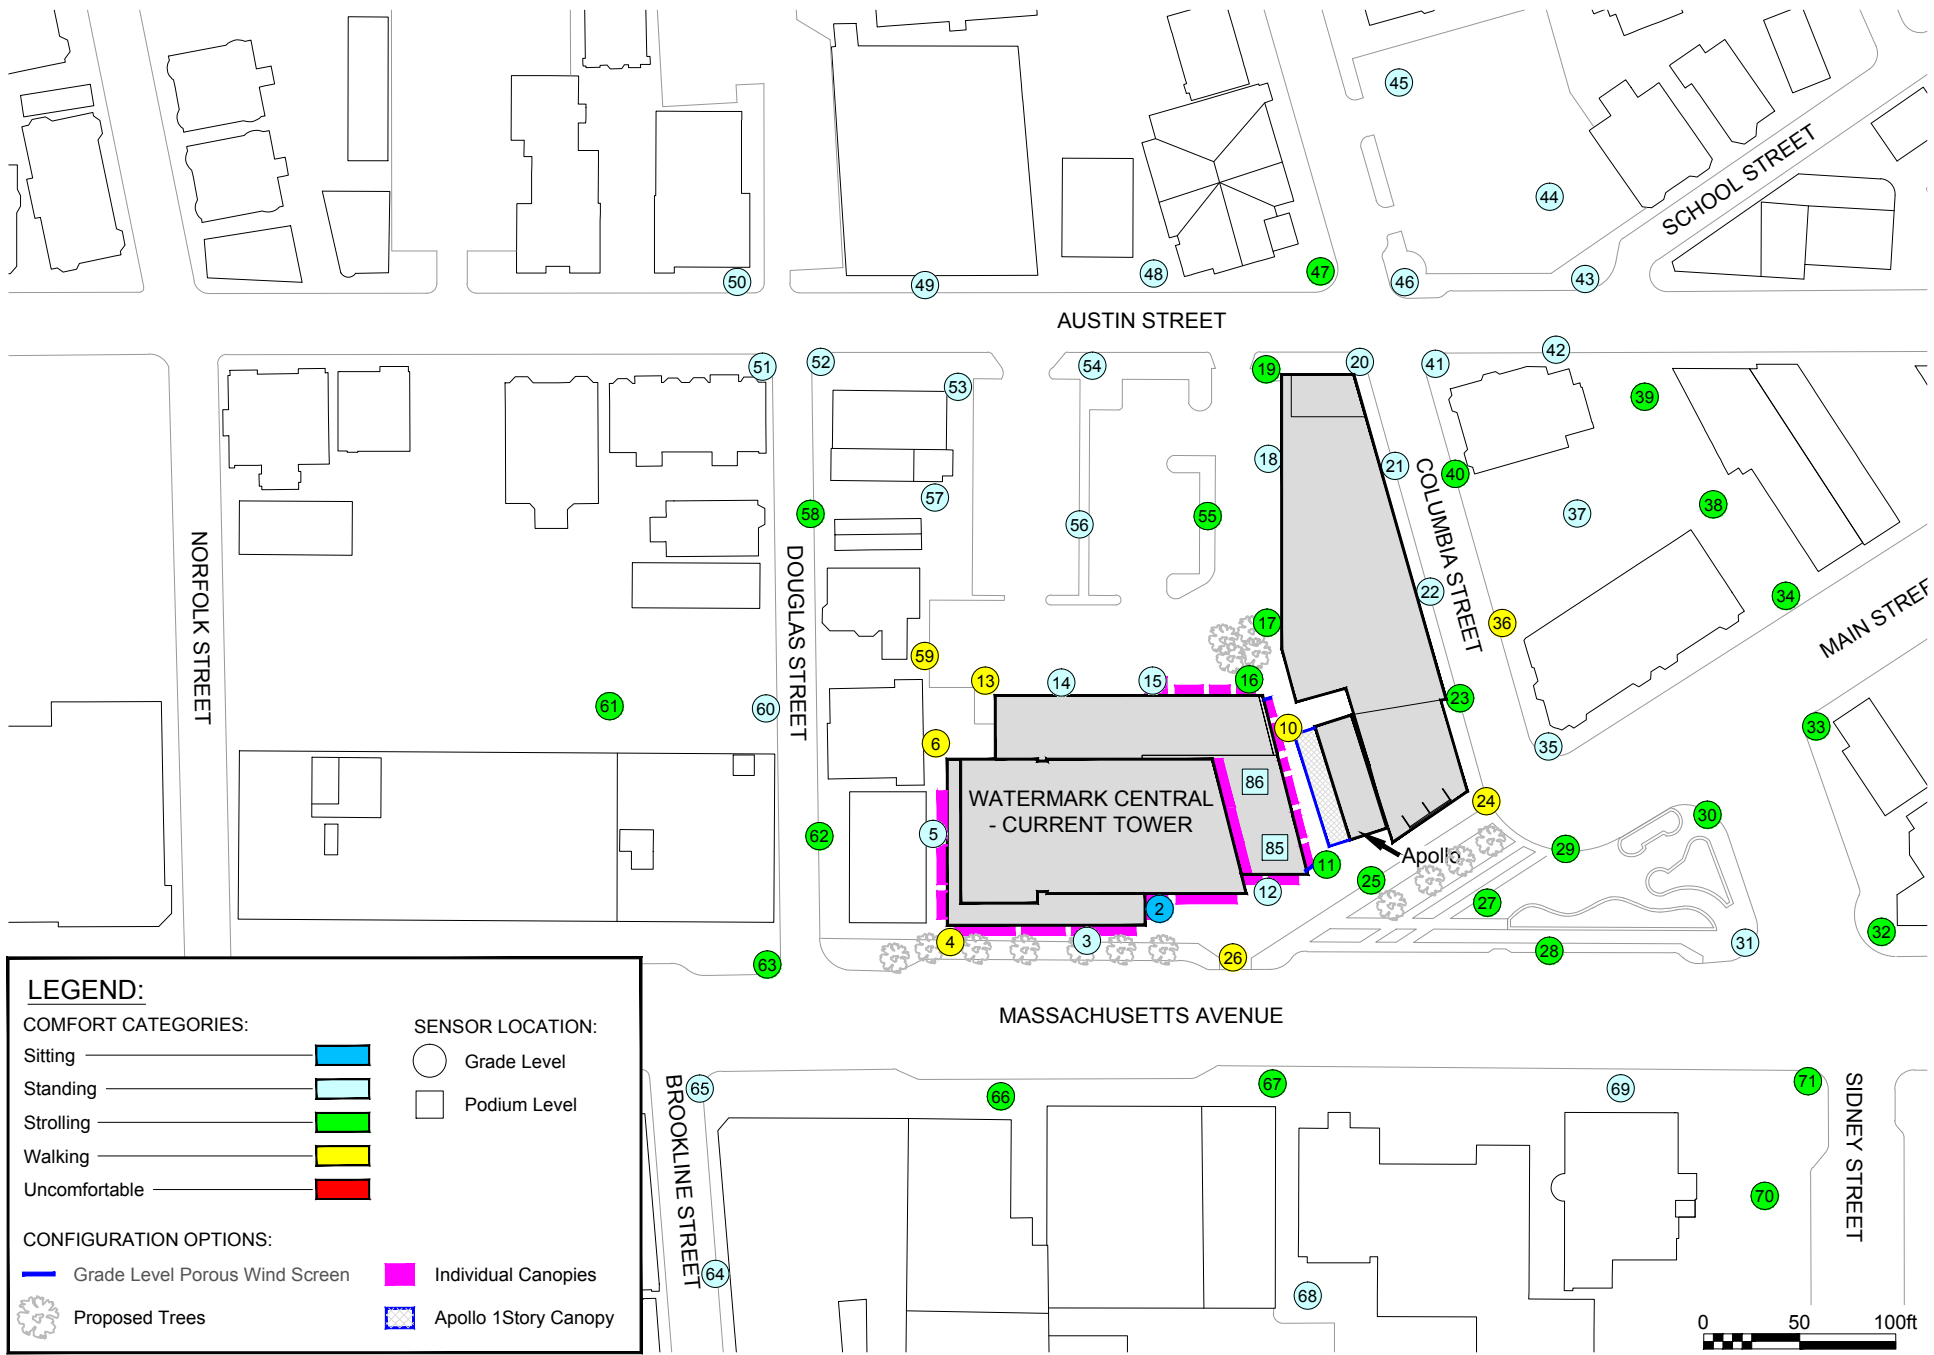 45
44
SCHOOL STREET
50
49
48
47
46
43
AUSTIN STREET
51
52
53
54
19
20
41
42
39
18
21
COLUMBIA STREET
40
57
58
56
55
37
38
NORFOLK STREET
DOUGLAS STREET
22
34
17
36
MAIN STREE
59
13
14
15
16
23
61
60
10
33
35
6
86
WATERMARK CENTRAL
- CURRENT TOWER
24
30
62
5
85
29
Apollo
11
25
12
27
2
32
4
3
26
28
31
63
MASSACHUSETTS AVENUE
65
66
67
69
71
BROOKLINE STREET
SIDNEY STREET
70
64
68
LEGEND:
COMFORT CATEGORIES:
Sitting
Standing
Strolling
Walking
Uncomfortable
SENSOR LOCATION:
Grade Level
Podium Level
CONFIGURATION OPTIONS:
Grade Level Porous Wind Screen
Individual Canopies
Proposed Trees
Apollo 1Story Canopy
0 50 100ft